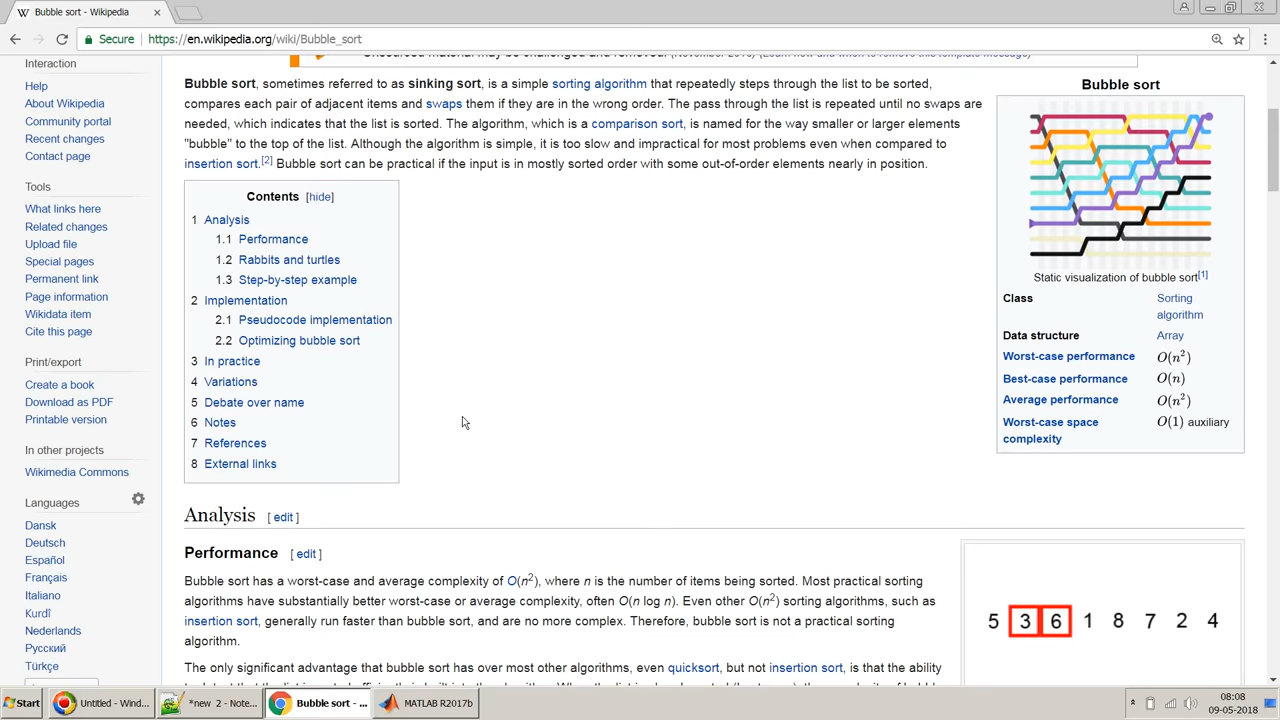 Bubble sort - Wikipedia
Secure https://en.wikipedia.org/wiki/Bubble_sort
Interaction
Help
About Wikipedia
Community portal
Recent changes
Contact page
Tools
What links here
Related changes
Upload file
Special pages
Permanent link
Page information
Wikidata item
Cite this page
Print/export
Create a book
Download as PDF
Printable version
In other projects
Wikimedia Commons
Languages
Dansk
Deutsch
Español
Français
Italiano
Kurdî
Nederlands
Русский
Türkçe
Bubble sort, sometimes referred to as sinking sort, is a simple sorting algorithm that repeatedly steps through the list to be sorted,
compares each pair of adjacent items and swaps them if they are in the wrong order. The pass through the list is repeated until no swaps are
needed, which indicates that the list is sorted. The algorithm, which is a comparison sort, is named for the way smaller or larger elements
"bubble" to the top of the list. Although the algorithm is simple, it is too slow and impractical for most problems even when compared to
insertion sort.[2] Bubble sort can be practical if the input is in mostly sorted order with some out-of-order elements nearly in position.
Contents [hide]
1 Analysis
1.1 Performance
1.2 Rabbits and turtles
1.3 Step-by-step example
2 Implementation
2.1 Pseudocode implementation
2.2 Optimizing bubble sort
3 In practice
4 Variations
5 Debate over name
6 Notes
7 References
8 External links
Bubble sort
Static visualization of bubble sort[1]
Class Sorting
algorithm
Data structure Array
Worst-case performance O(n²)
Best-case performance O(n)
Average performance O(n²)
Worst-case space O(1) auxiliary
complexity
Analysis [ edit ]
Performance [ edit ]
Bubble sort has a worst-case and average complexity of O(n²), where n is the number of items being sorted. Most practical sorting
algorithms have substantially better worst-case or average complexity, often O(n log n). Even other O(n²) sorting algorithms, such as
insertion sort, generally run faster than bubble sort, and are no more complex. Therefore, bubble sort is not a practical sorting
algorithm.
The only significant advantage that bubble sort has over most other algorithms, even quicksort, but not insertion sort, is that the ability
5 3 6 1 8 7 2 4
Start
Untitled - Wind...
*new 2 - Note...
Bubble sort - ...
MATLAB R2017b
08:08
09-05-2018